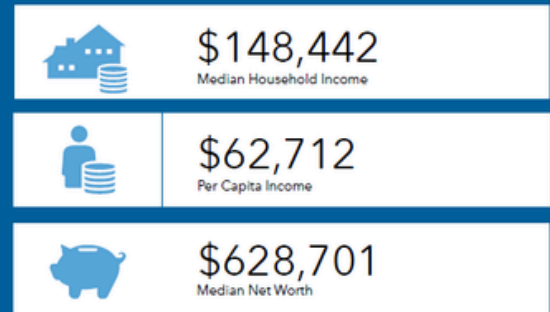 $148,442
Median Household Income
$62,712
Per Capita Income
$628,701
Median Net Worth